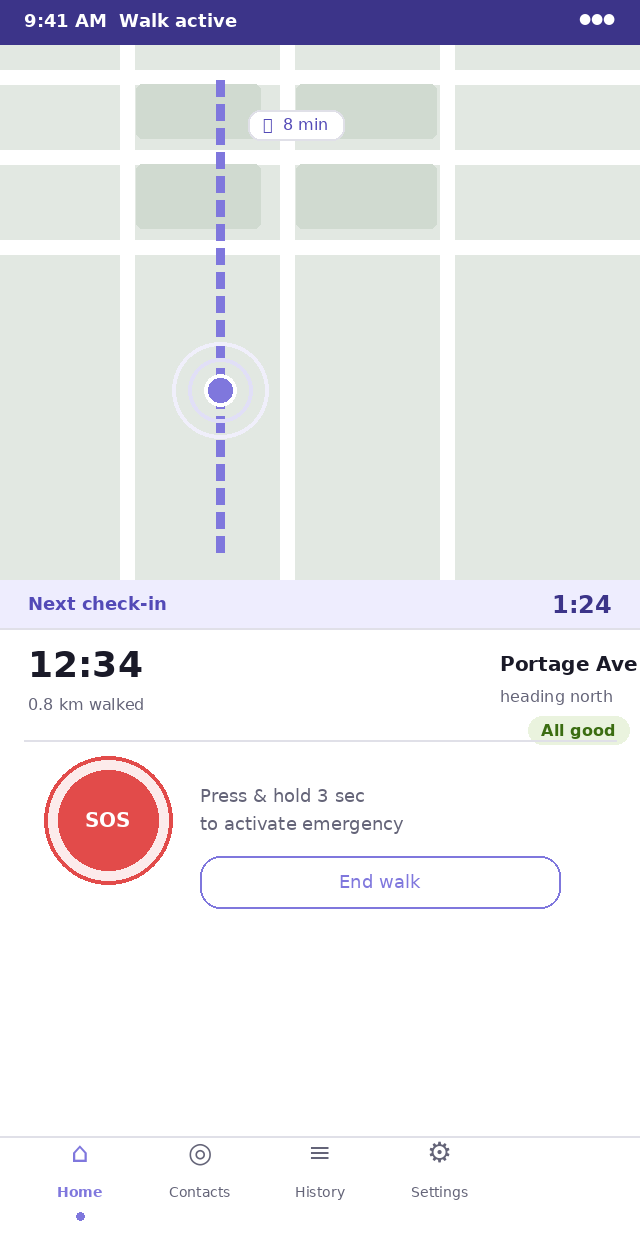 9:41 AM  Walk active
8 min
Next check-in
1:24
12:34
0.8 km walked
Portage Ave
heading north
All good
SOS
Press & hold 3 sec
to activate emergency
End walk
Home
Contacts
History
Settings